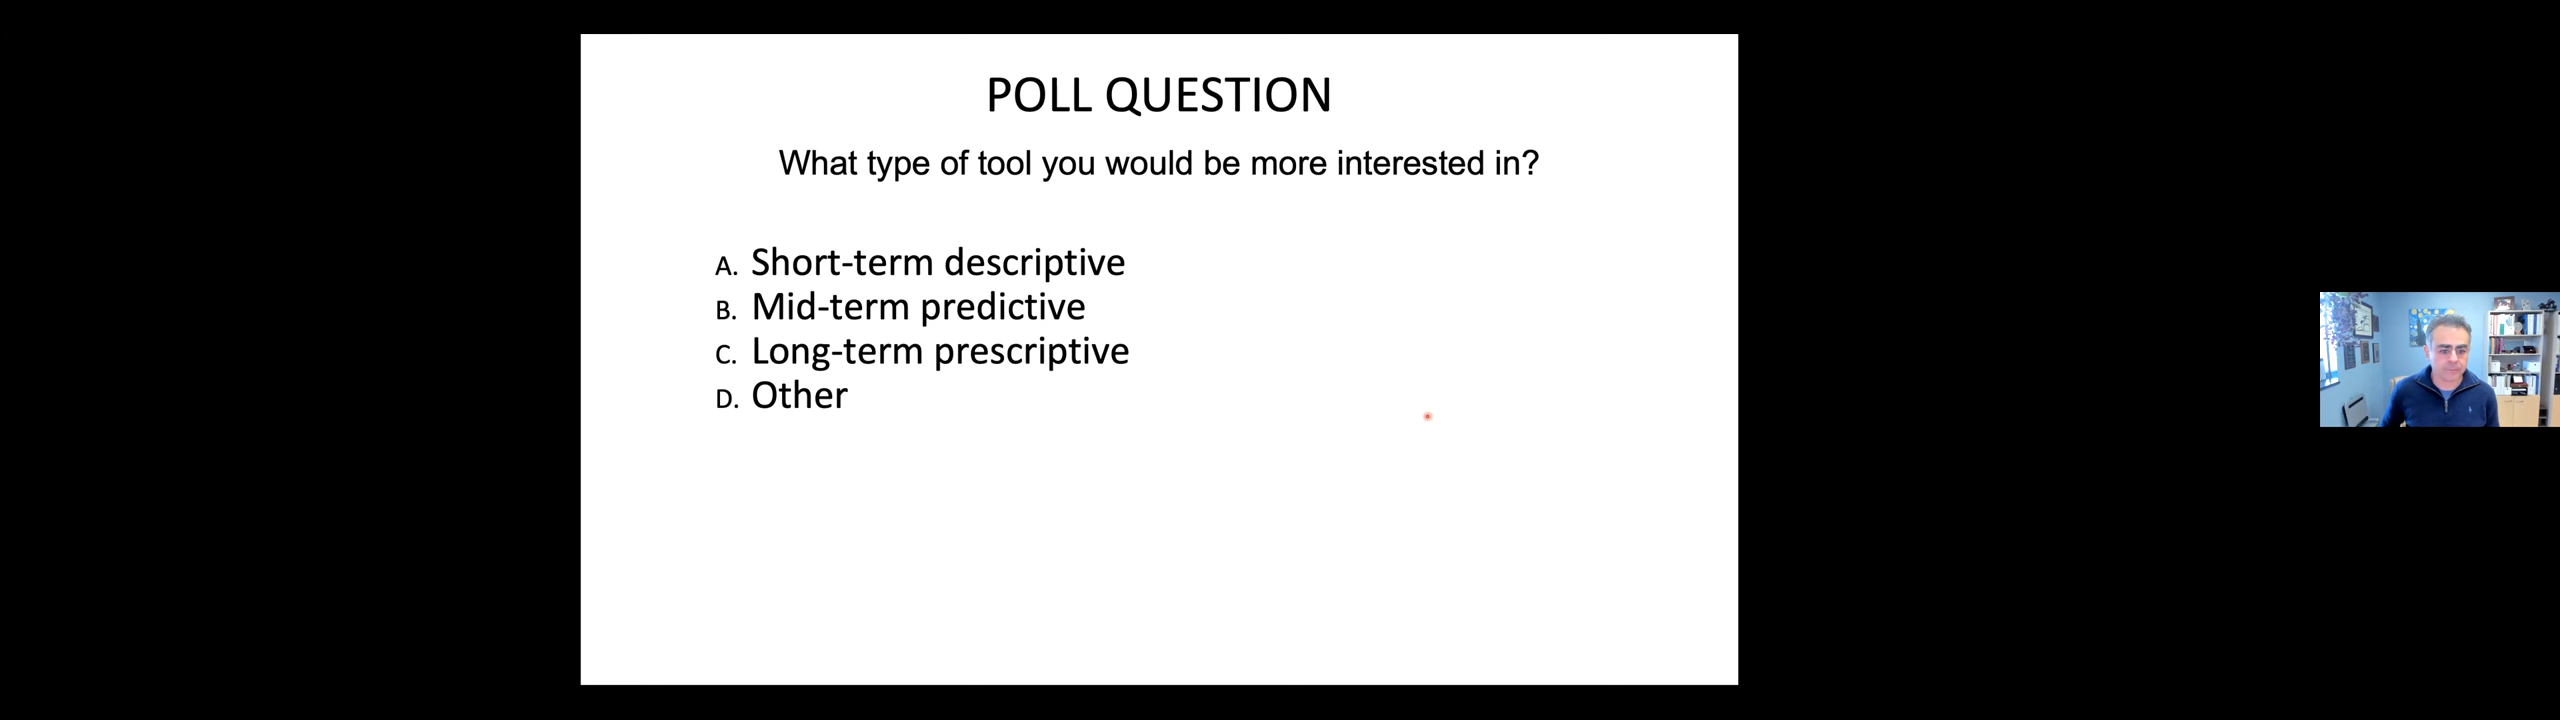 POLL QUESTION
What type of tool you would be more interested in?
A. Short-term descriptive
B. Mid-term predictive
C. Long-term prescriptive
D. Other